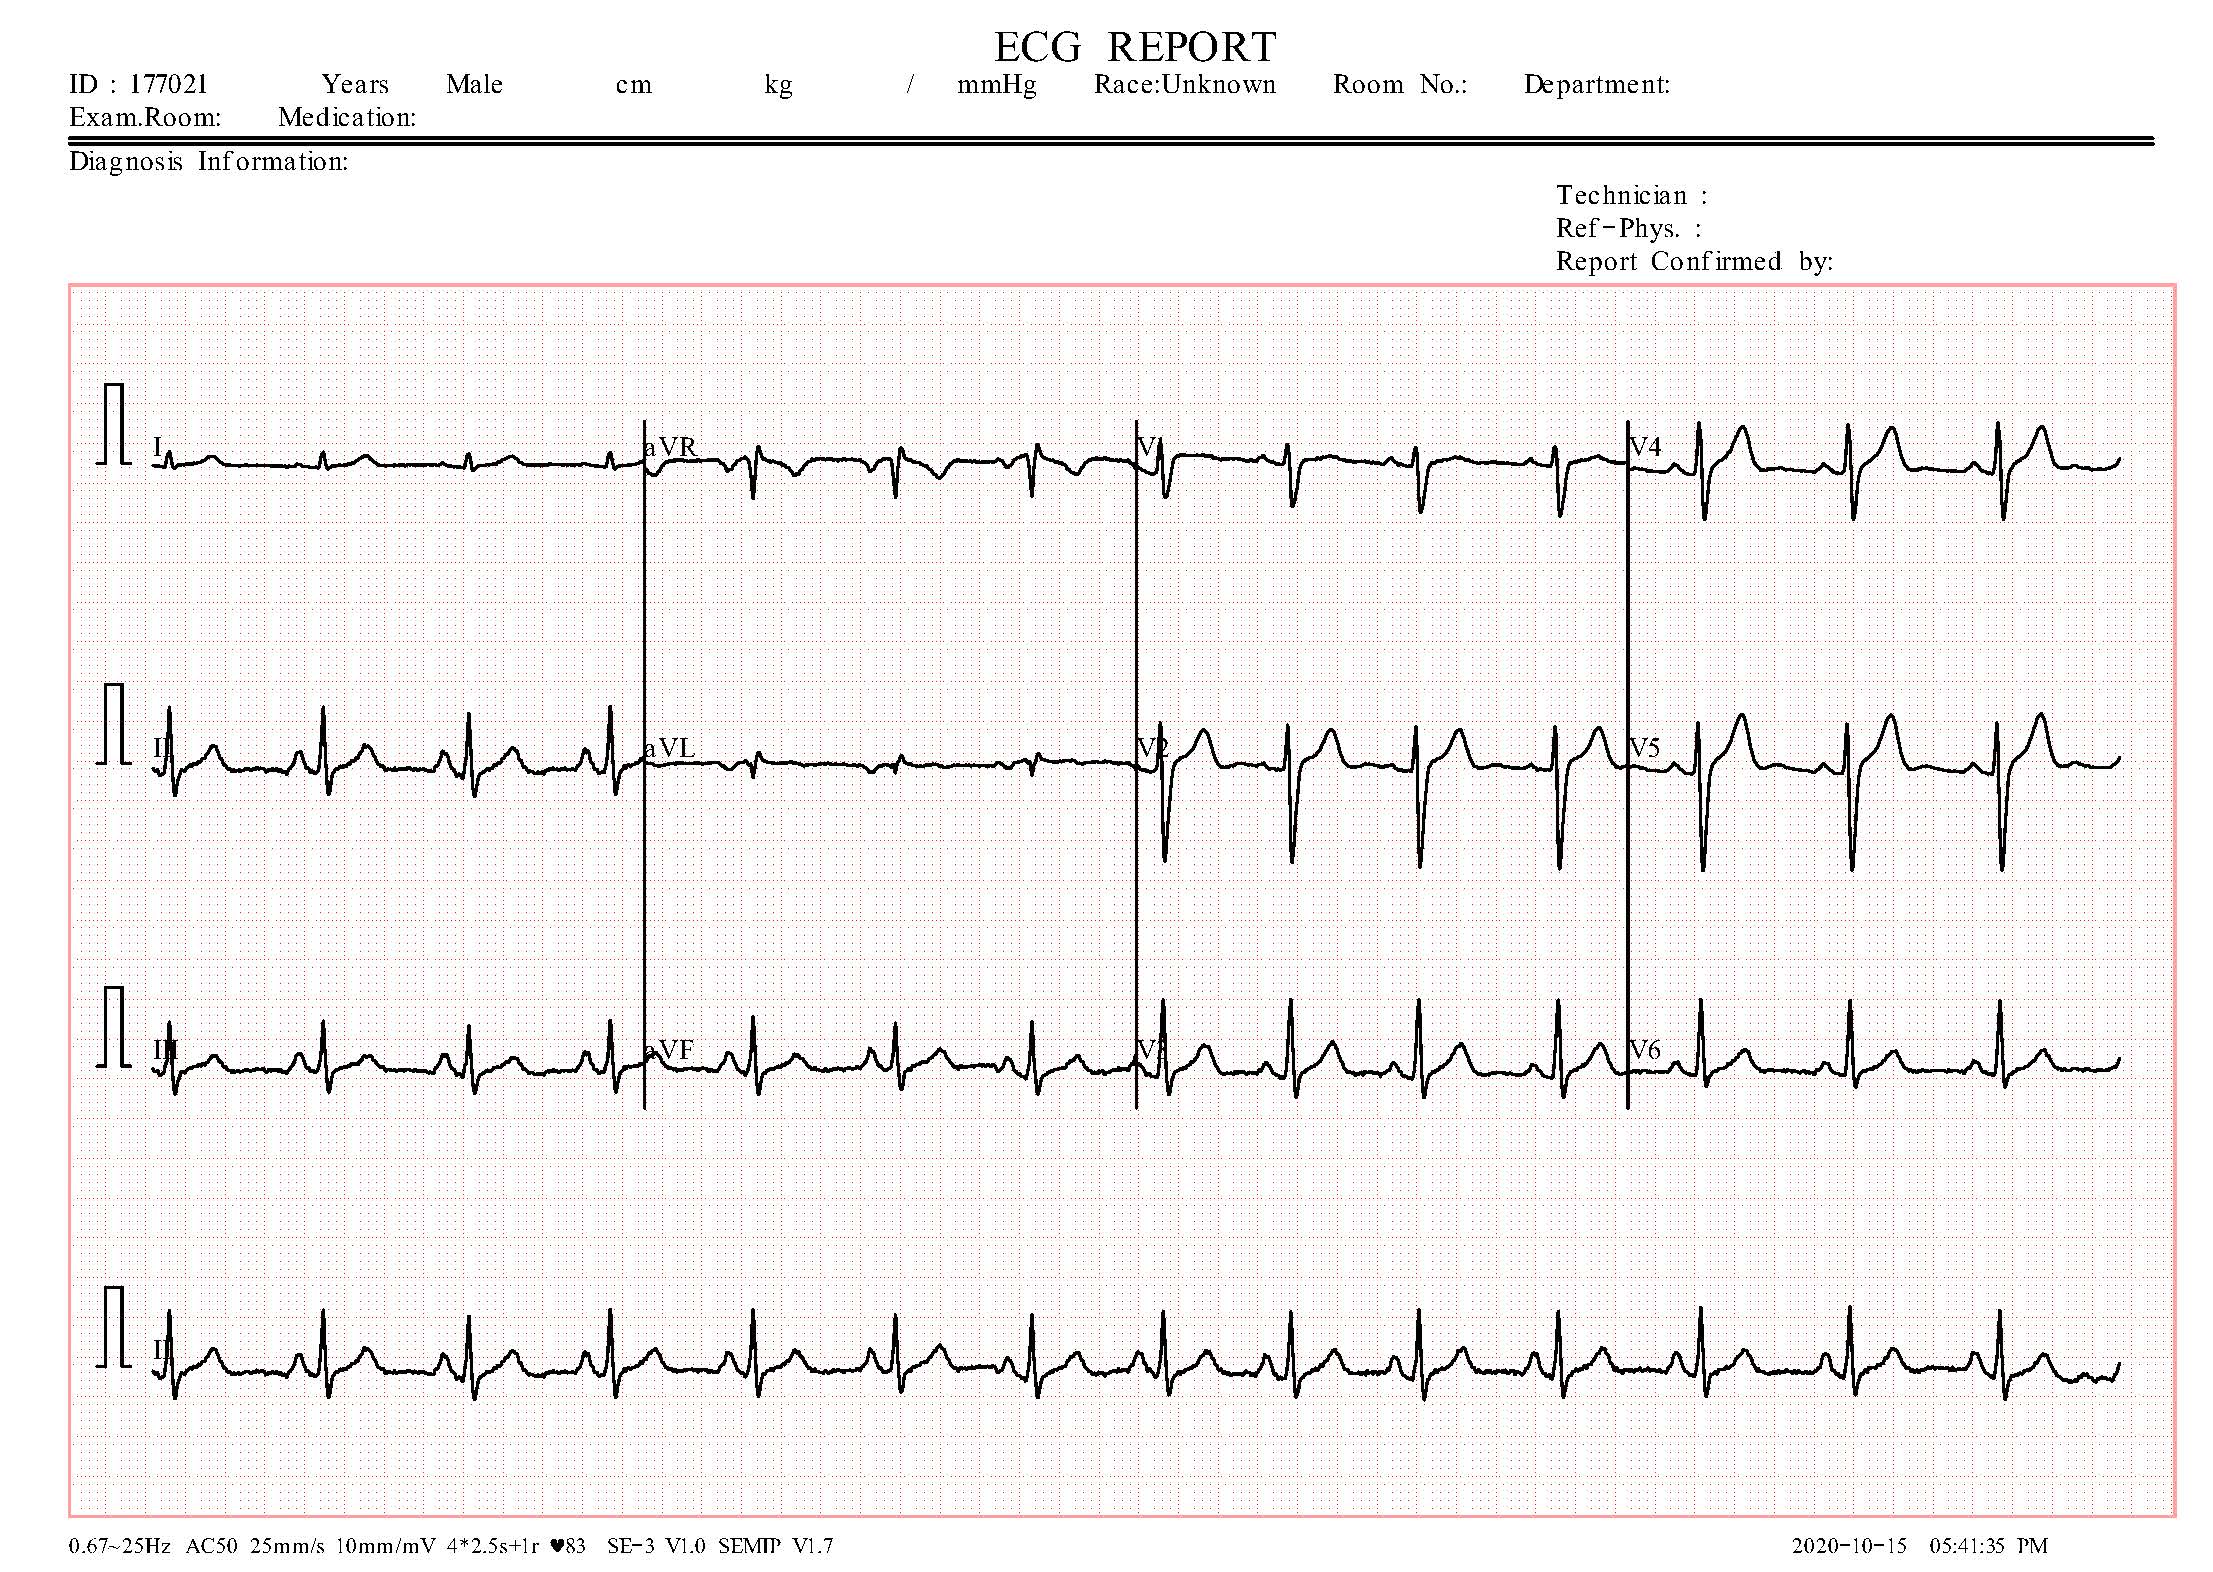 ECG REPORT
ID : 177021 Years Male cm kg / mmHg Race:Unknown Room No.: Department:
Exam.Room: Medication:
Diagnosis Information:
Technician :
Ref-Phys. :
Report Confirmed by:
I aVR V1 V4
II aVL V2 V5
III aVF V3 V6
II
0.67~25Hz AC50 25mm/s 10mm/mV 4*2.5s+1r ♥83 SE-3 V1.0 SEMIP V1.7 2020-10-15 05:41:35 PM